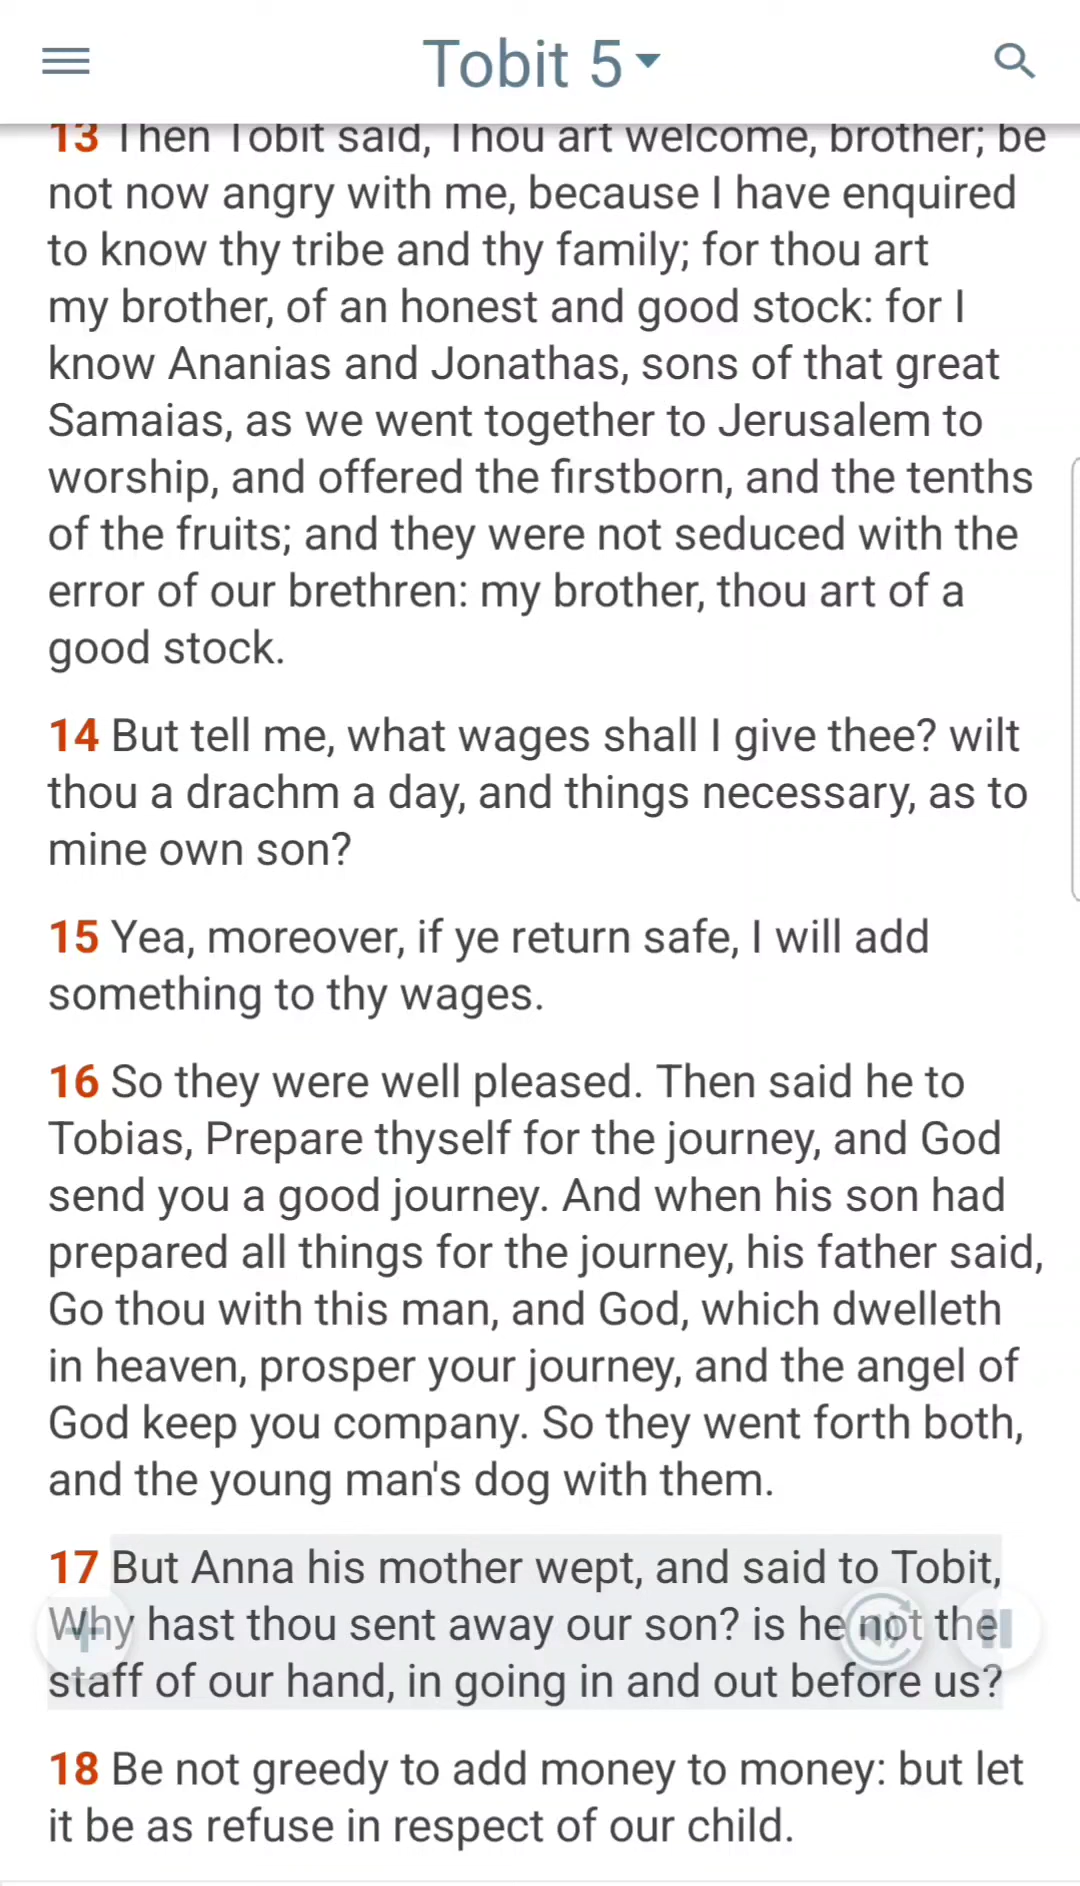 Tobit 5
13 Then Tobit said, Thou art welcome, brother; be
not now angry with me, because I have enquired
to know thy tribe and thy family; for thou art
my brother, of an honest and good stock: for I
know Ananias and Jonathas, sons of that great
Samaias, as we went together to Jerusalem to
worship, and offered the firstborn, and the tenths
of the fruits; and they were not seduced with the
error of our brethren: my brother, thou art of a
good stock.
14 But tell me, what wages shall I give thee? wilt
thou a drachm a day, and things necessary, as to
mine own son?
15 Yea, moreover, if ye return safe, I will add
something to thy wages.
16 So they were well pleased. Then said he to
Tobias, Prepare thyself for the journey, and God
send you a good journey. And when his son had
prepared all things for the journey, his father said,
Go thou with this man, and God, which dwelleth
in heaven, prosper your journey, and the angel of
God keep you company. So they went forth both,
and the young man's dog with them.
17 But Anna his mother wept, and said to Tobit,
Why hast thou sent away our son? is he not the
staff of our hand, in going in and out before us?
18 Be not greedy to add money to money: but let
it be as refuse in respect of our child.